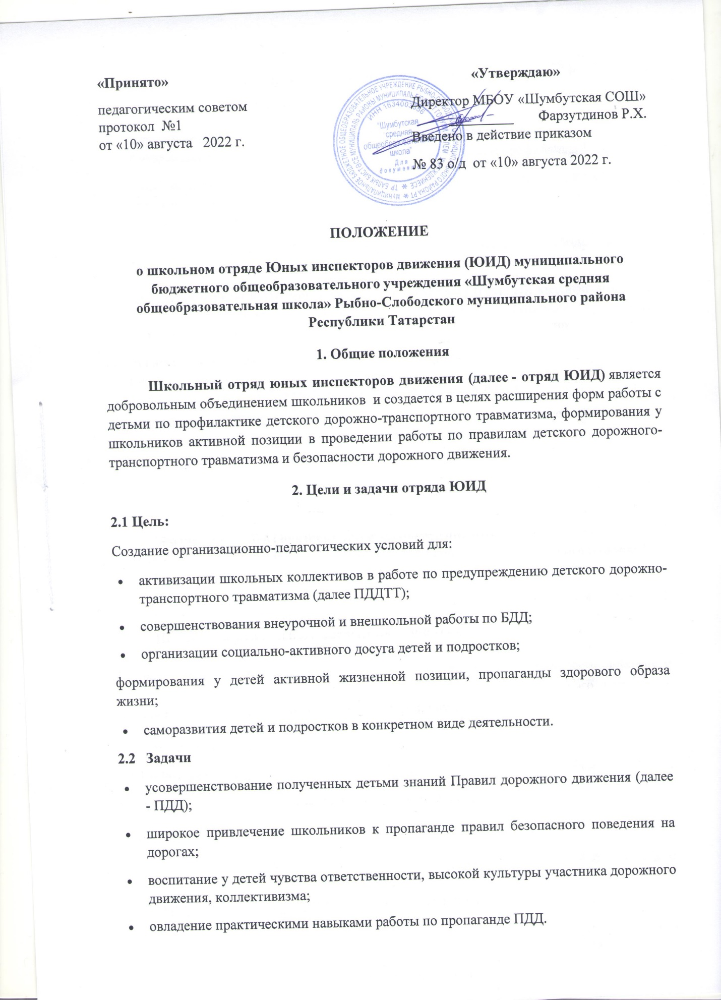 «Принято»
педагогическим советом
протокол №1
от «10» августа 2022 г.
«Утверждаю»
Директор МБОУ «Шумбутская СОШ»
Фарзутдинов Р.Х.
Введено в действие приказом
№ 83 о/д от «10» августа 2022 г.
"Шумбутская
средняя
общеобразовательная
школа"
Для
документов
ПОЛОЖЕНИЕ
о школьном отряде Юных инспекторов движения (ЮИД) муниципального
бюджетного общеобразовательного учреждения «Шумбутская средняя
общеобразовательная школа» Рыбно-Слободского муниципального района
Республики Татарстан
1. Общие положения
Школьный отряд юных инспекторов движения (далее - отряд ЮИД) является
добровольным объединением школьников и создается в целях расширения форм работы с
детьми по профилактике детского дорожно-транспортного травматизма, формирования у
школьников активной позиции в проведении работы по правилам детского дорожного-
транспортного травматизма и безопасности дорожного движения.
2. Цели и задачи отряда ЮИД
2.1 Цель:
Создание организационно-педагогических условий для:
• активизации школьных коллективов в работе по предупреждению детского дорожно-
транспортного травматизма (далее ПДДТТ);
• совершенствования внеурочной и внешкольной работы по БДД;
• организации социально-активного досуга детей и подростков;
формирования у детей активной жизненной позиции, пропаганды здорового образа
жизни;
• саморазвития детей и подростков в конкретном виде деятельности.
2.2 Задачи
• усовершенствование полученных детьми знаний Правил дорожного движения (далее
- ПДД);
• широкое привлечение школьников к пропаганде правил безопасного поведения на
дорогах;
• воспитание у детей чувства ответственности, высокой культуры участника дорожного
движения, коллективизма;
• овладение практическими навыками работы по пропаганде ПДД.